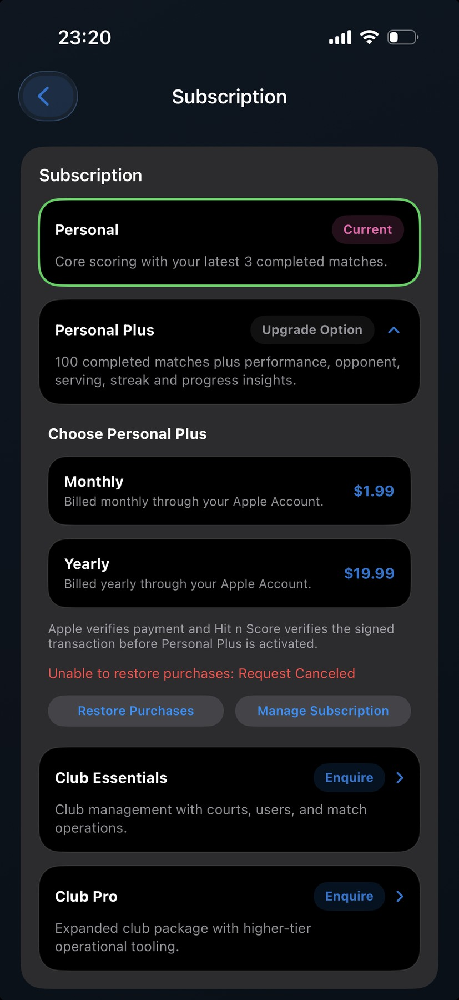 23:20
Subscription
Subscription
Personal
Current
Core scoring with your latest 3 completed matches.
Personal Plus
Upgrade Option
100 completed matches plus performance, opponent,
serving, streak and progress insights.
Choose Personal Plus
Monthly
Billed monthly through your Apple Account.
$1.99
Yearly
Billed yearly through your Apple Account.
$19.99
Apple verifies payment and Hit n Score verifies the signed
transaction before Personal Plus is activated.
Unable to restore purchases: Request Canceled
Restore Purchases
Manage Subscription
Club Essentials
Enquire
Club management with courts, users, and match
operations.
Club Pro
Enquire
Expanded club package with higher-tier
operational tooling.